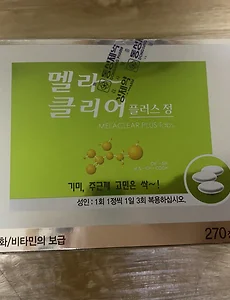 멜라
클리어 플러스 정
MELACLEAR PLUS
기미, 주근깨 고민은 싹~!
성인 : 1회 1정씩 1일 3회 복용하십시오.
화/비타민의 보급
270